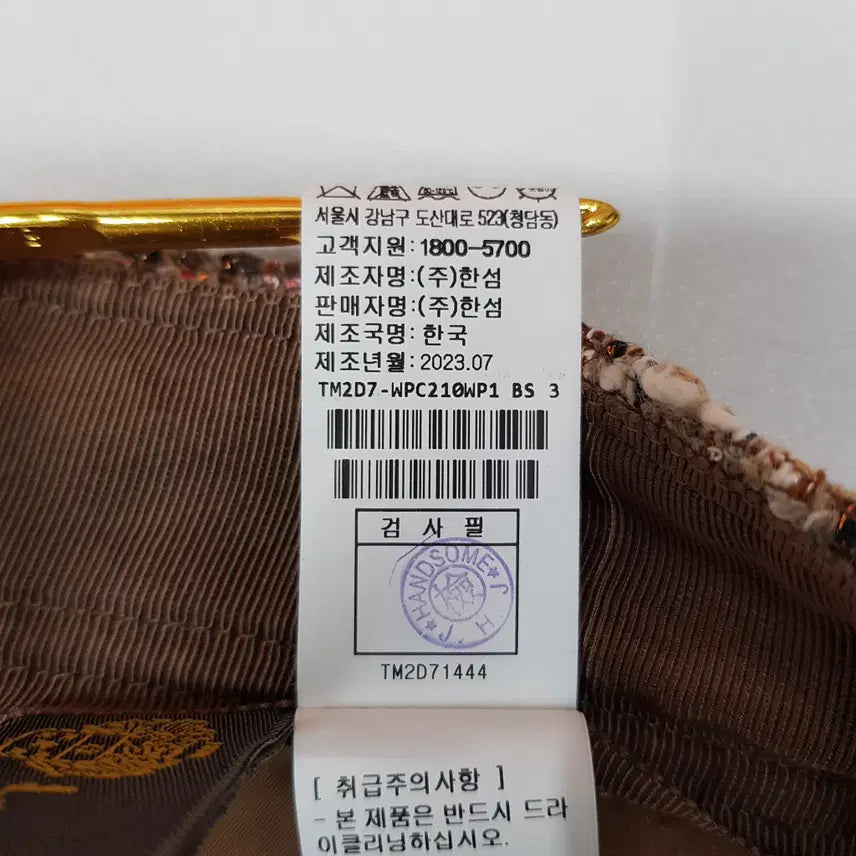 서울시 강남구 도산대로 523(청담동)
고객지원:1800-5700
제조자명:(주)한섬
판매자명:(주)한섬
제조국명: 한국
제조년월: 2023.07
TM2D7-WPC210WP1 BS 3
검 사 필
★HANDSOME★
檢
J.H.J
TM2D71444
[ 취급주의사항 ]
- 본 제품은 반드시 드라
이클리닝하십시오.